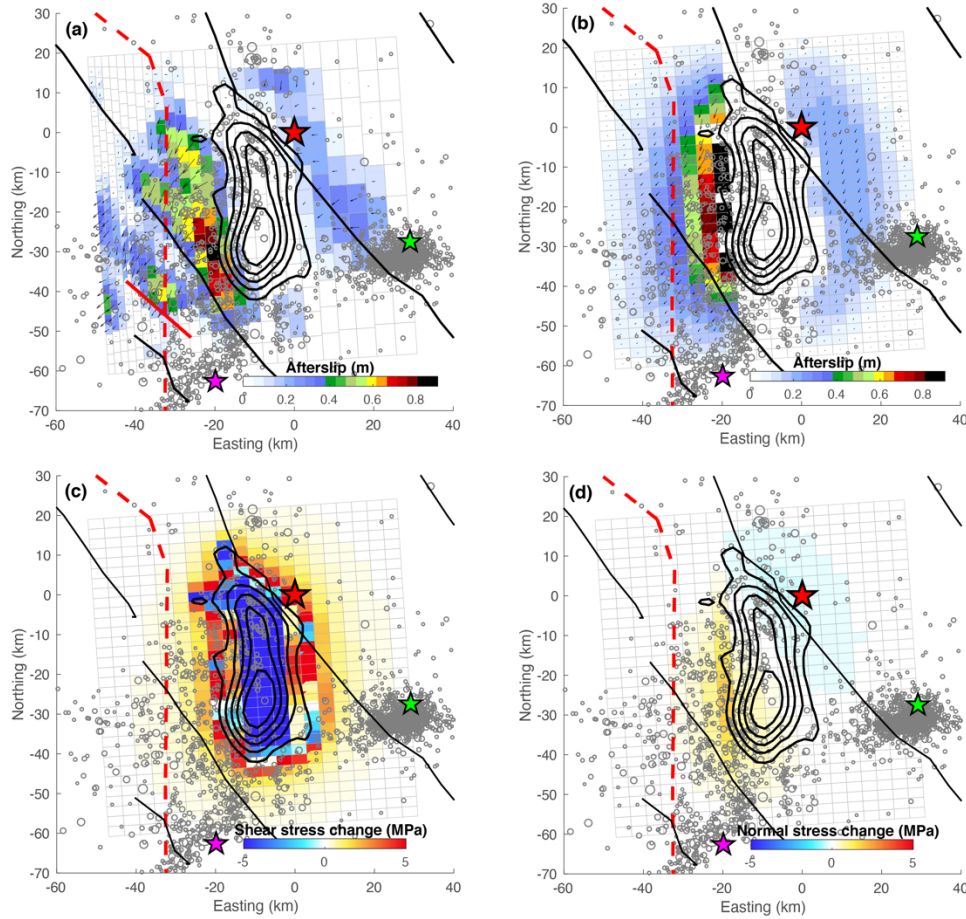 (a)
30
20
10
0
-10
-20
-30
-40
-50
-60
-70
Northing (km)
Afterslip (m)
0 0.2 0.4 0.6 0.8
-60 -40 -20 0 20 40
Easting (km)
(b)
30
20
10
0
-10
-20
-30
-40
-50
-60
-70
Northing (km)
Afterslip (m)
0 0.2 0.4 0.6 0.8
-60 -40 -20 0 20 40
Easting (km)
(c)
30
20
10
0
-10
-20
-30
-40
-50
-60
-70
Northing (km)
Shear stress change (MPa)
-5 0 5
-60 -40 -20 0 20 40
Easting (km)
(d)
30
20
10
0
-10
-20
-30
-40
-50
-60
-70
Northing (km)
Normal stress change (MPa)
-5 0 5
-60 -40 -20 0 20 40
Easting (km)